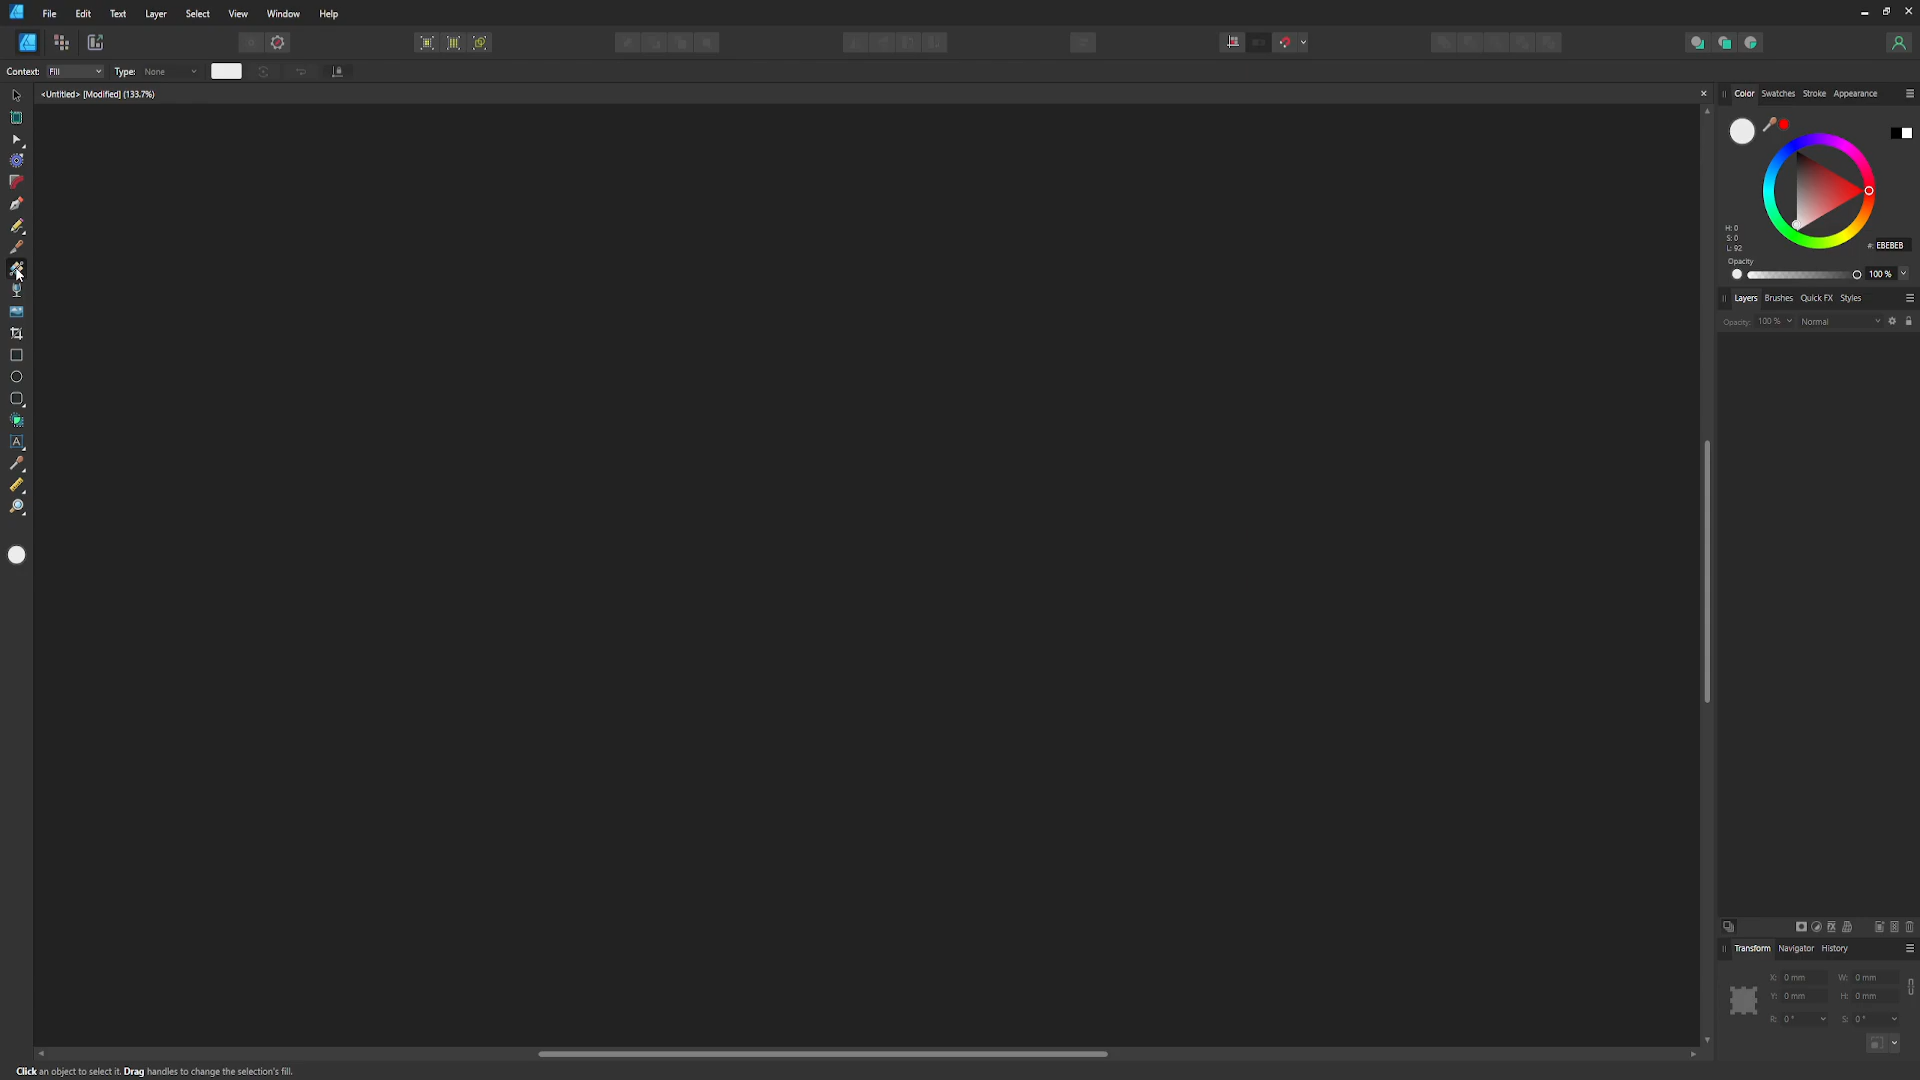 File Edit Text Layer Select View Window Help
Context: Fill Type: None
<Untitled> [Modified] (133.7%)
Color Swatches Stroke Appearance
H: 0
S: 0
L: 92
#: EBEBEB
Opacity
100 %
Layers Brushes Quick FX Styles
Opacity: 100 % Normal
Transform Navigator History
X: 0 mm W: 0 mm
Y: 0 mm H: 0 mm
R: 0 ° S: 0 °
Click an object to select it. Drag handles to change the selection's fill.